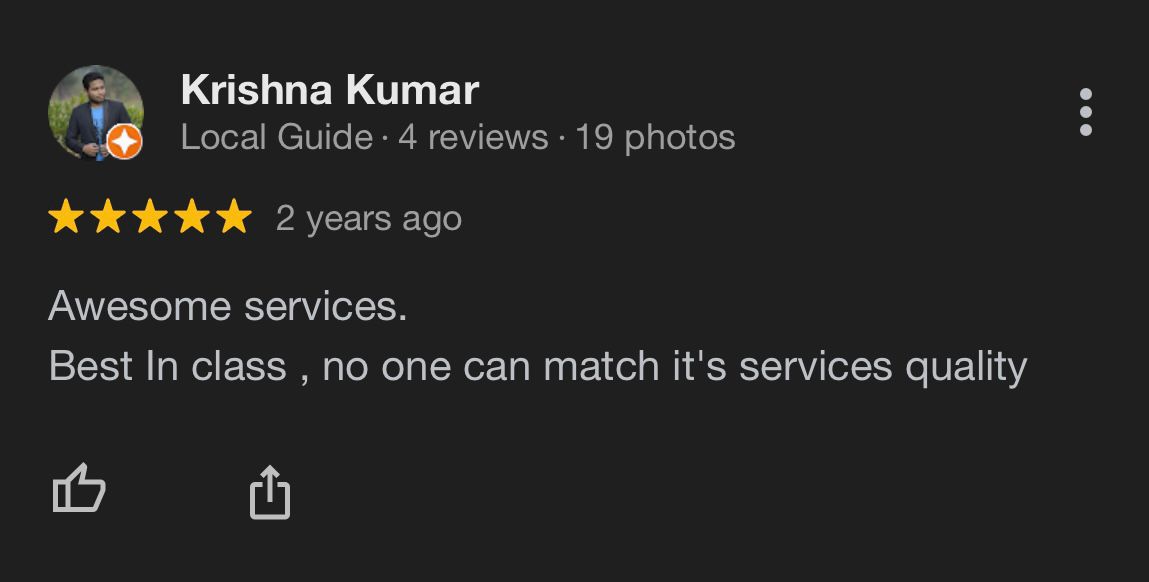 Krishna Kumar
Local Guide · 4 reviews · 19 photos
2 years ago
Awesome services.
Best In class , no one can match it's services quality